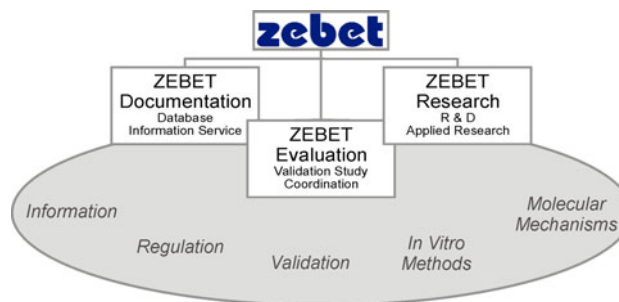 zebet
ZEBET
Documentation
Database
Information Service
ZEBET
Evaluation
Validation Study
Coordination
ZEBET
Research
R & D
Applied Research
Information
Regulation
Validation
In Vitro
Methods
Molecular
Mechanisms